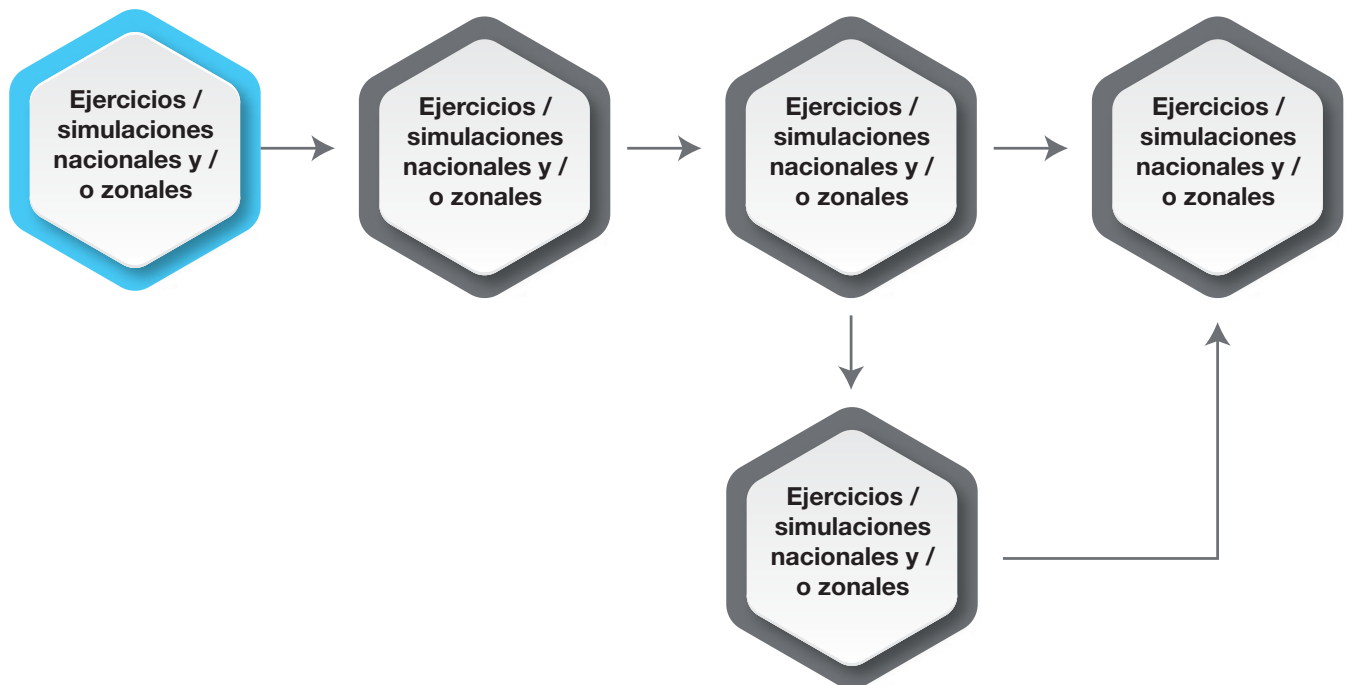 Ejercicios /
simulaciones
nacionales y /
o zonales
Ejercicios /
simulaciones
nacionales y /
o zonales
Ejercicios /
simulaciones
nacionales y /
o zonales
Ejercicios /
simulaciones
nacionales y /
o zonales
Ejercicios /
simulaciones
nacionales y /
o zonales